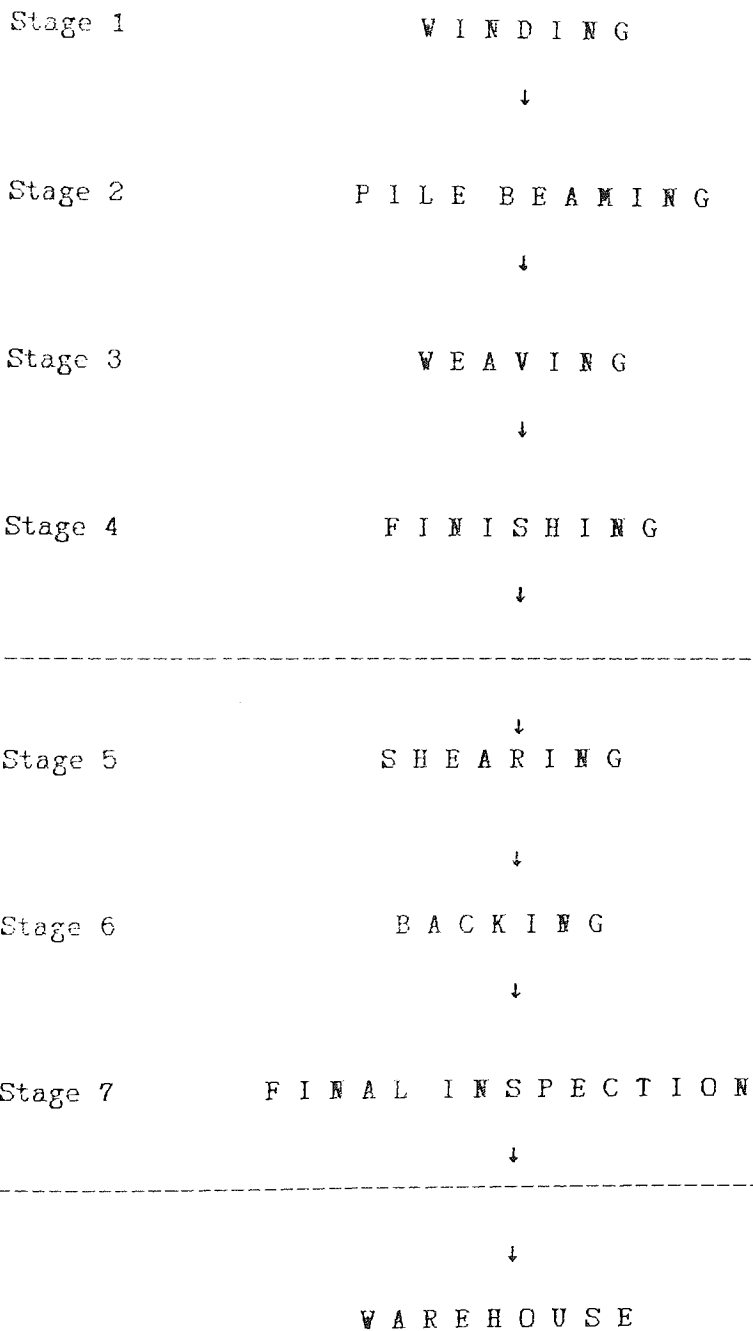 Stage 1 W I N D I N G
↓
Stage 2 P I L E B E A M I N G
↓
Stage 3 W E A V I N G
↓
Stage 4 F I N I S H I N G
↓
↓
Stage 5 S H E A R I N G
↓
Stage 6 B A C K I N G
↓
Stage 7 F I N A L I N S P E C T I O N
↓
↓
W A R E H O U S E